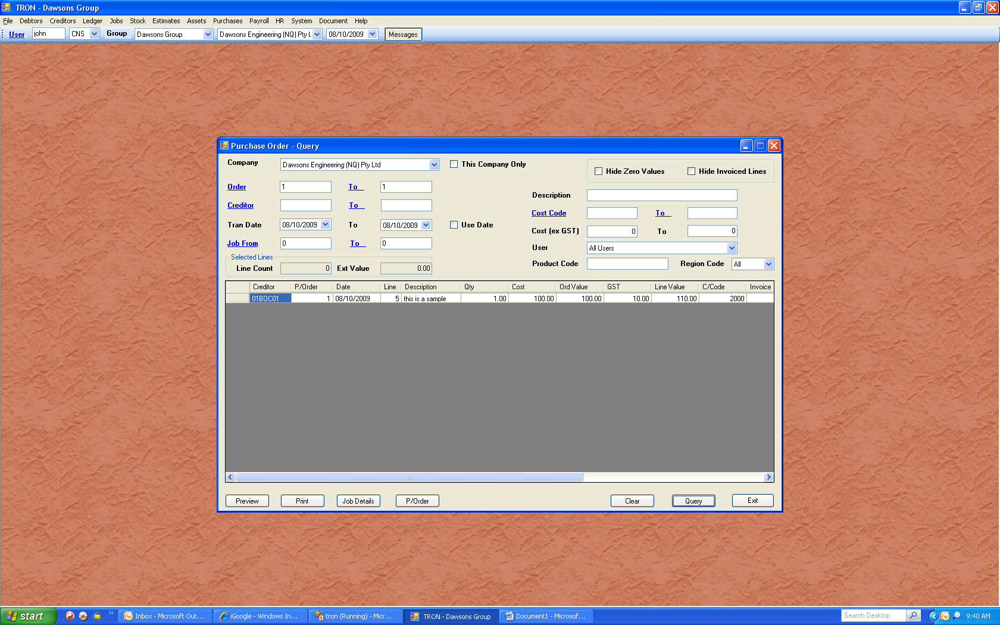 TRON - Dawsons Group
File Debtors Creditors Ledger Jobs Stock Estimates Assets Purchases Payroll HR System Document Help
User john CNS Group Dawsons Group Dawsons Engineering (NQ) Pty L 08/10/2009 Messages
Purchase Order - Query
Company Dawsons Engineering (NQ) Pty Ltd This Company Only
Hide Zero Values Hide Invoiced Lines
Order 1 To 1
Description
Creditor To
Cost Code To
Tran Date 08/10/2009 To 08/10/2009 Use Date
Cost (ex GST) 0 To 0
Job From 0 To 0
User All Users
Selected Lines
Line Count 0 Ext Value 0.00
Product Code Region Code All
Creditor P/Order Date Line Description Qty Cost Ord Value GST Line Value C/Code Invoice
01BOC01 1 08/10/2009 5 this is a sample 1.00 100.00 100.00 10.00 110.00 2000
Preview Print Job Details P/Order Clear Query Exit
start Inbox - Microsoft Out... iGoogle - Windows In... tron (Running) - Micr... TRON - Dawsons Group Document1 - Microsof... Search Desktop 9:40 AM